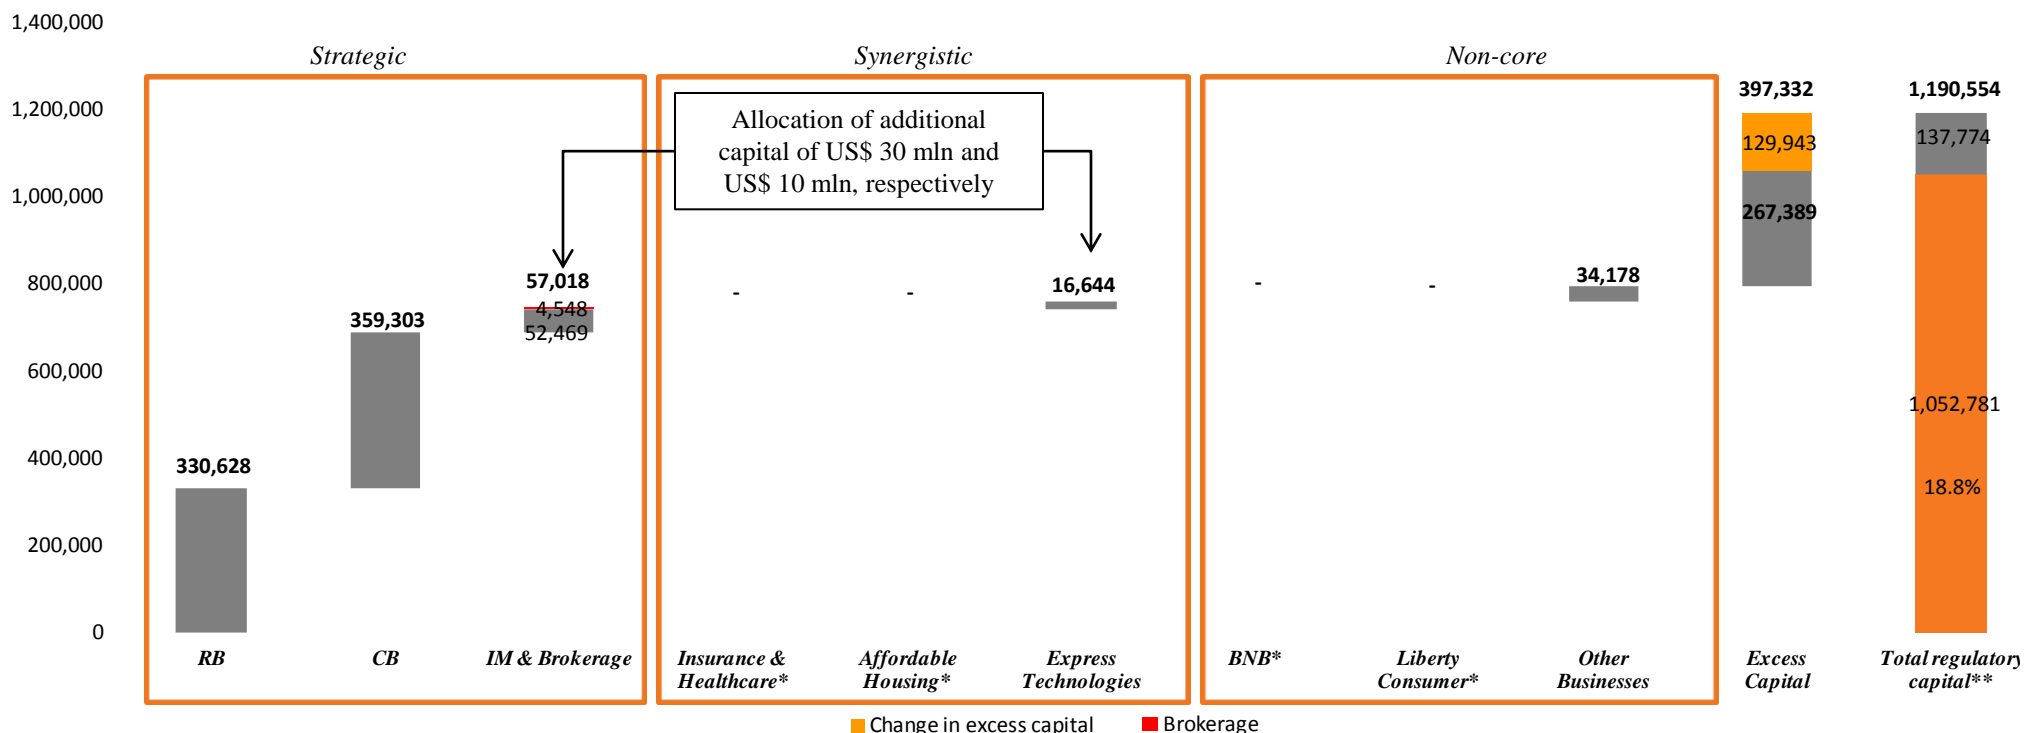 1,400,000
1,200,000
1,000,000
800,000
600,000
400,000
200,000
0
Strategic
Synergistic
Non-core
Allocation of additional
capital of US$ 30 mln and
US$ 10 mln, respectively
330,628
359,303
57,018
4,548
52,469
-
-
16,644
-
-
34,178
397,332
129,943
267,389
1,190,554
137,774
1,052,781
18.8%
RB
CB
IM & Brokerage
Insurance &
Healthcare*
Affordable
Housing*
Express
Technologies
BNB*
Liberty
Consumer*
Other
Businesses
Excess
Capital
Total regulatory
capital**
Change in excess capital
Brokerage